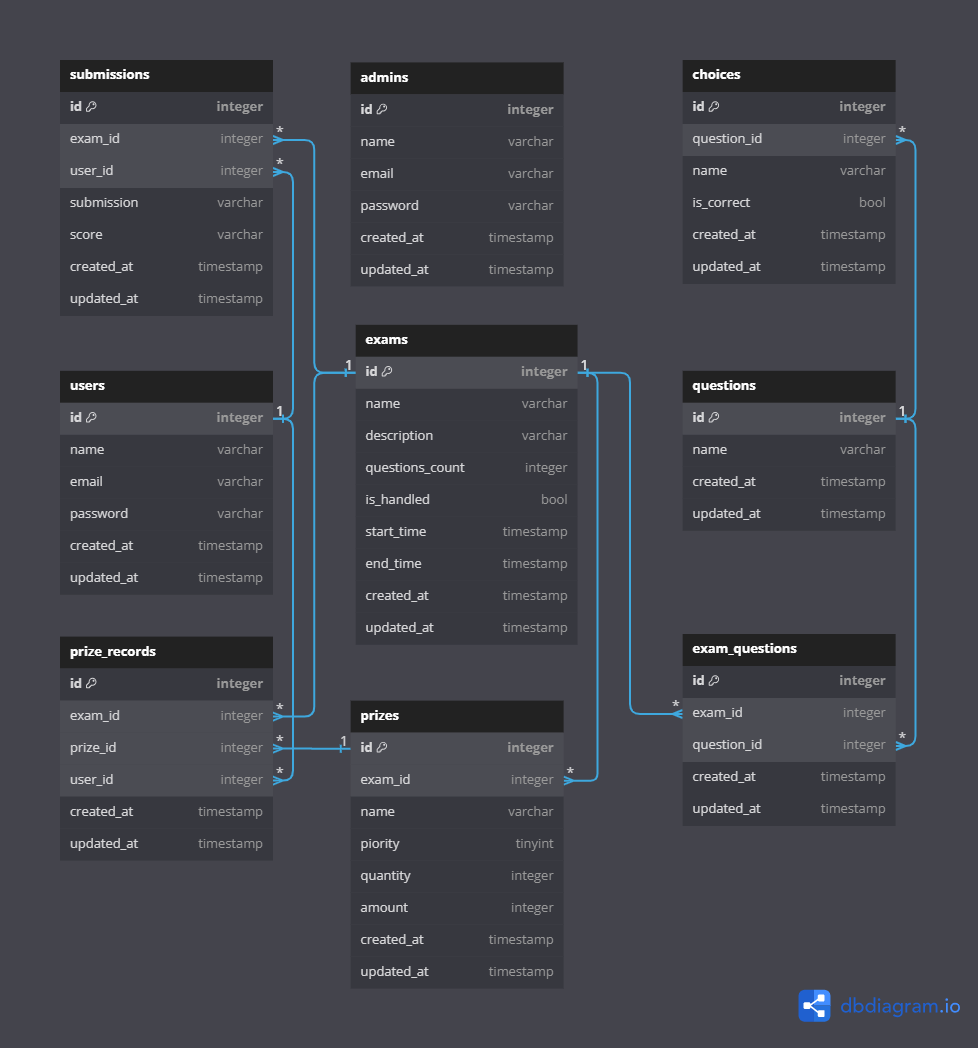 submissions
id integer
* 
exam_id integer
*
user_id integer
submission varchar
score varchar
created_at timestamp
updated_at timestamp
admins
id integer
name varchar
email varchar
password varchar
created_at timestamp
updated_at timestamp
choices
id integer
*
question_id integer
name varchar
is_correct bool
created_at timestamp
updated_at timestamp
users
1
id integer
name varchar
email varchar
password varchar
created_at timestamp
updated_at timestamp
exams
1 1
id integer
name varchar
description varchar
questions_count integer
is_handled bool
start_time timestamp
end_time timestamp
created_at timestamp
updated_at timestamp
questions
1
id integer
name varchar
created_at timestamp
updated_at timestamp
prize_records
id integer
*
exam_id integer
*
prize_id integer
*
user_id integer
created_at timestamp
updated_at timestamp
prizes
1
id integer
*
exam_id integer
name varchar
piority tinyint
quantity integer
amount integer
created_at timestamp
updated_at timestamp
exam_questions
id integer
*
exam_id integer
*
question_id integer
created_at timestamp
updated_at timestamp
dbdiagram.io